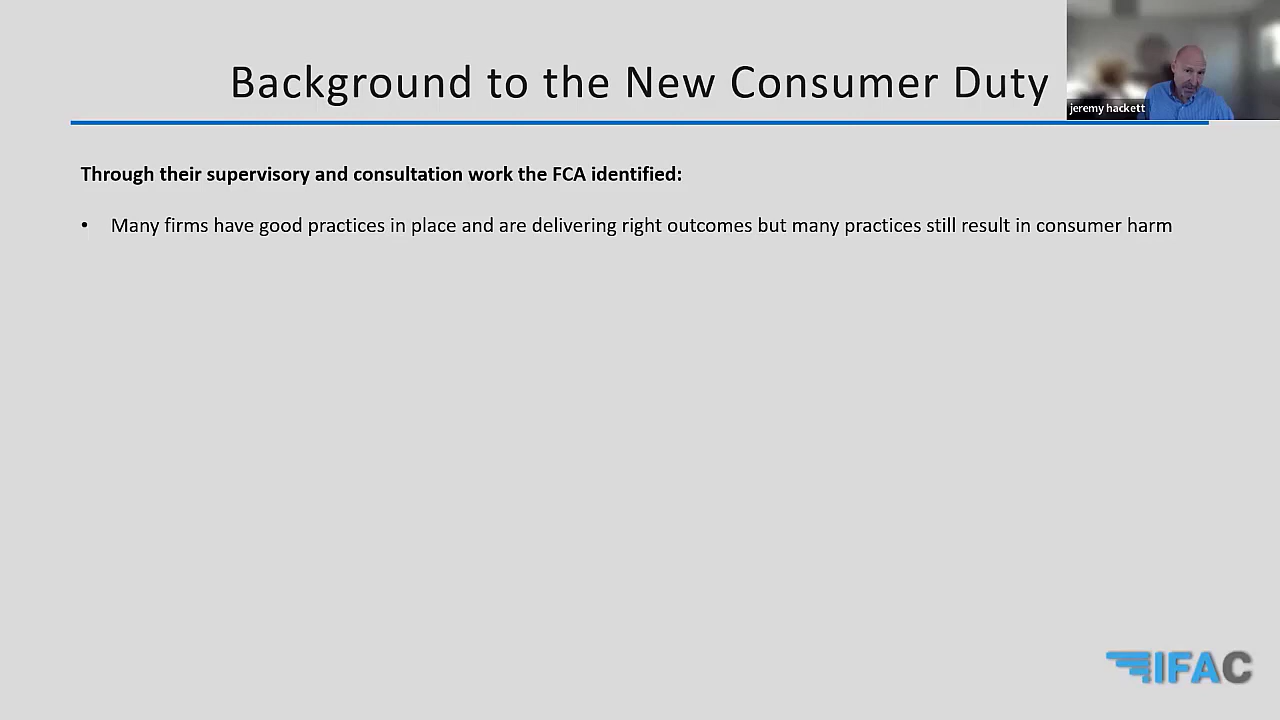 Background to the New Consumer Duty
jeremy hackett
Through their supervisory and consultation work the FCA identified:
• Many firms have good practices in place and are delivering right outcomes but many practices still result in consumer harm
IFAC